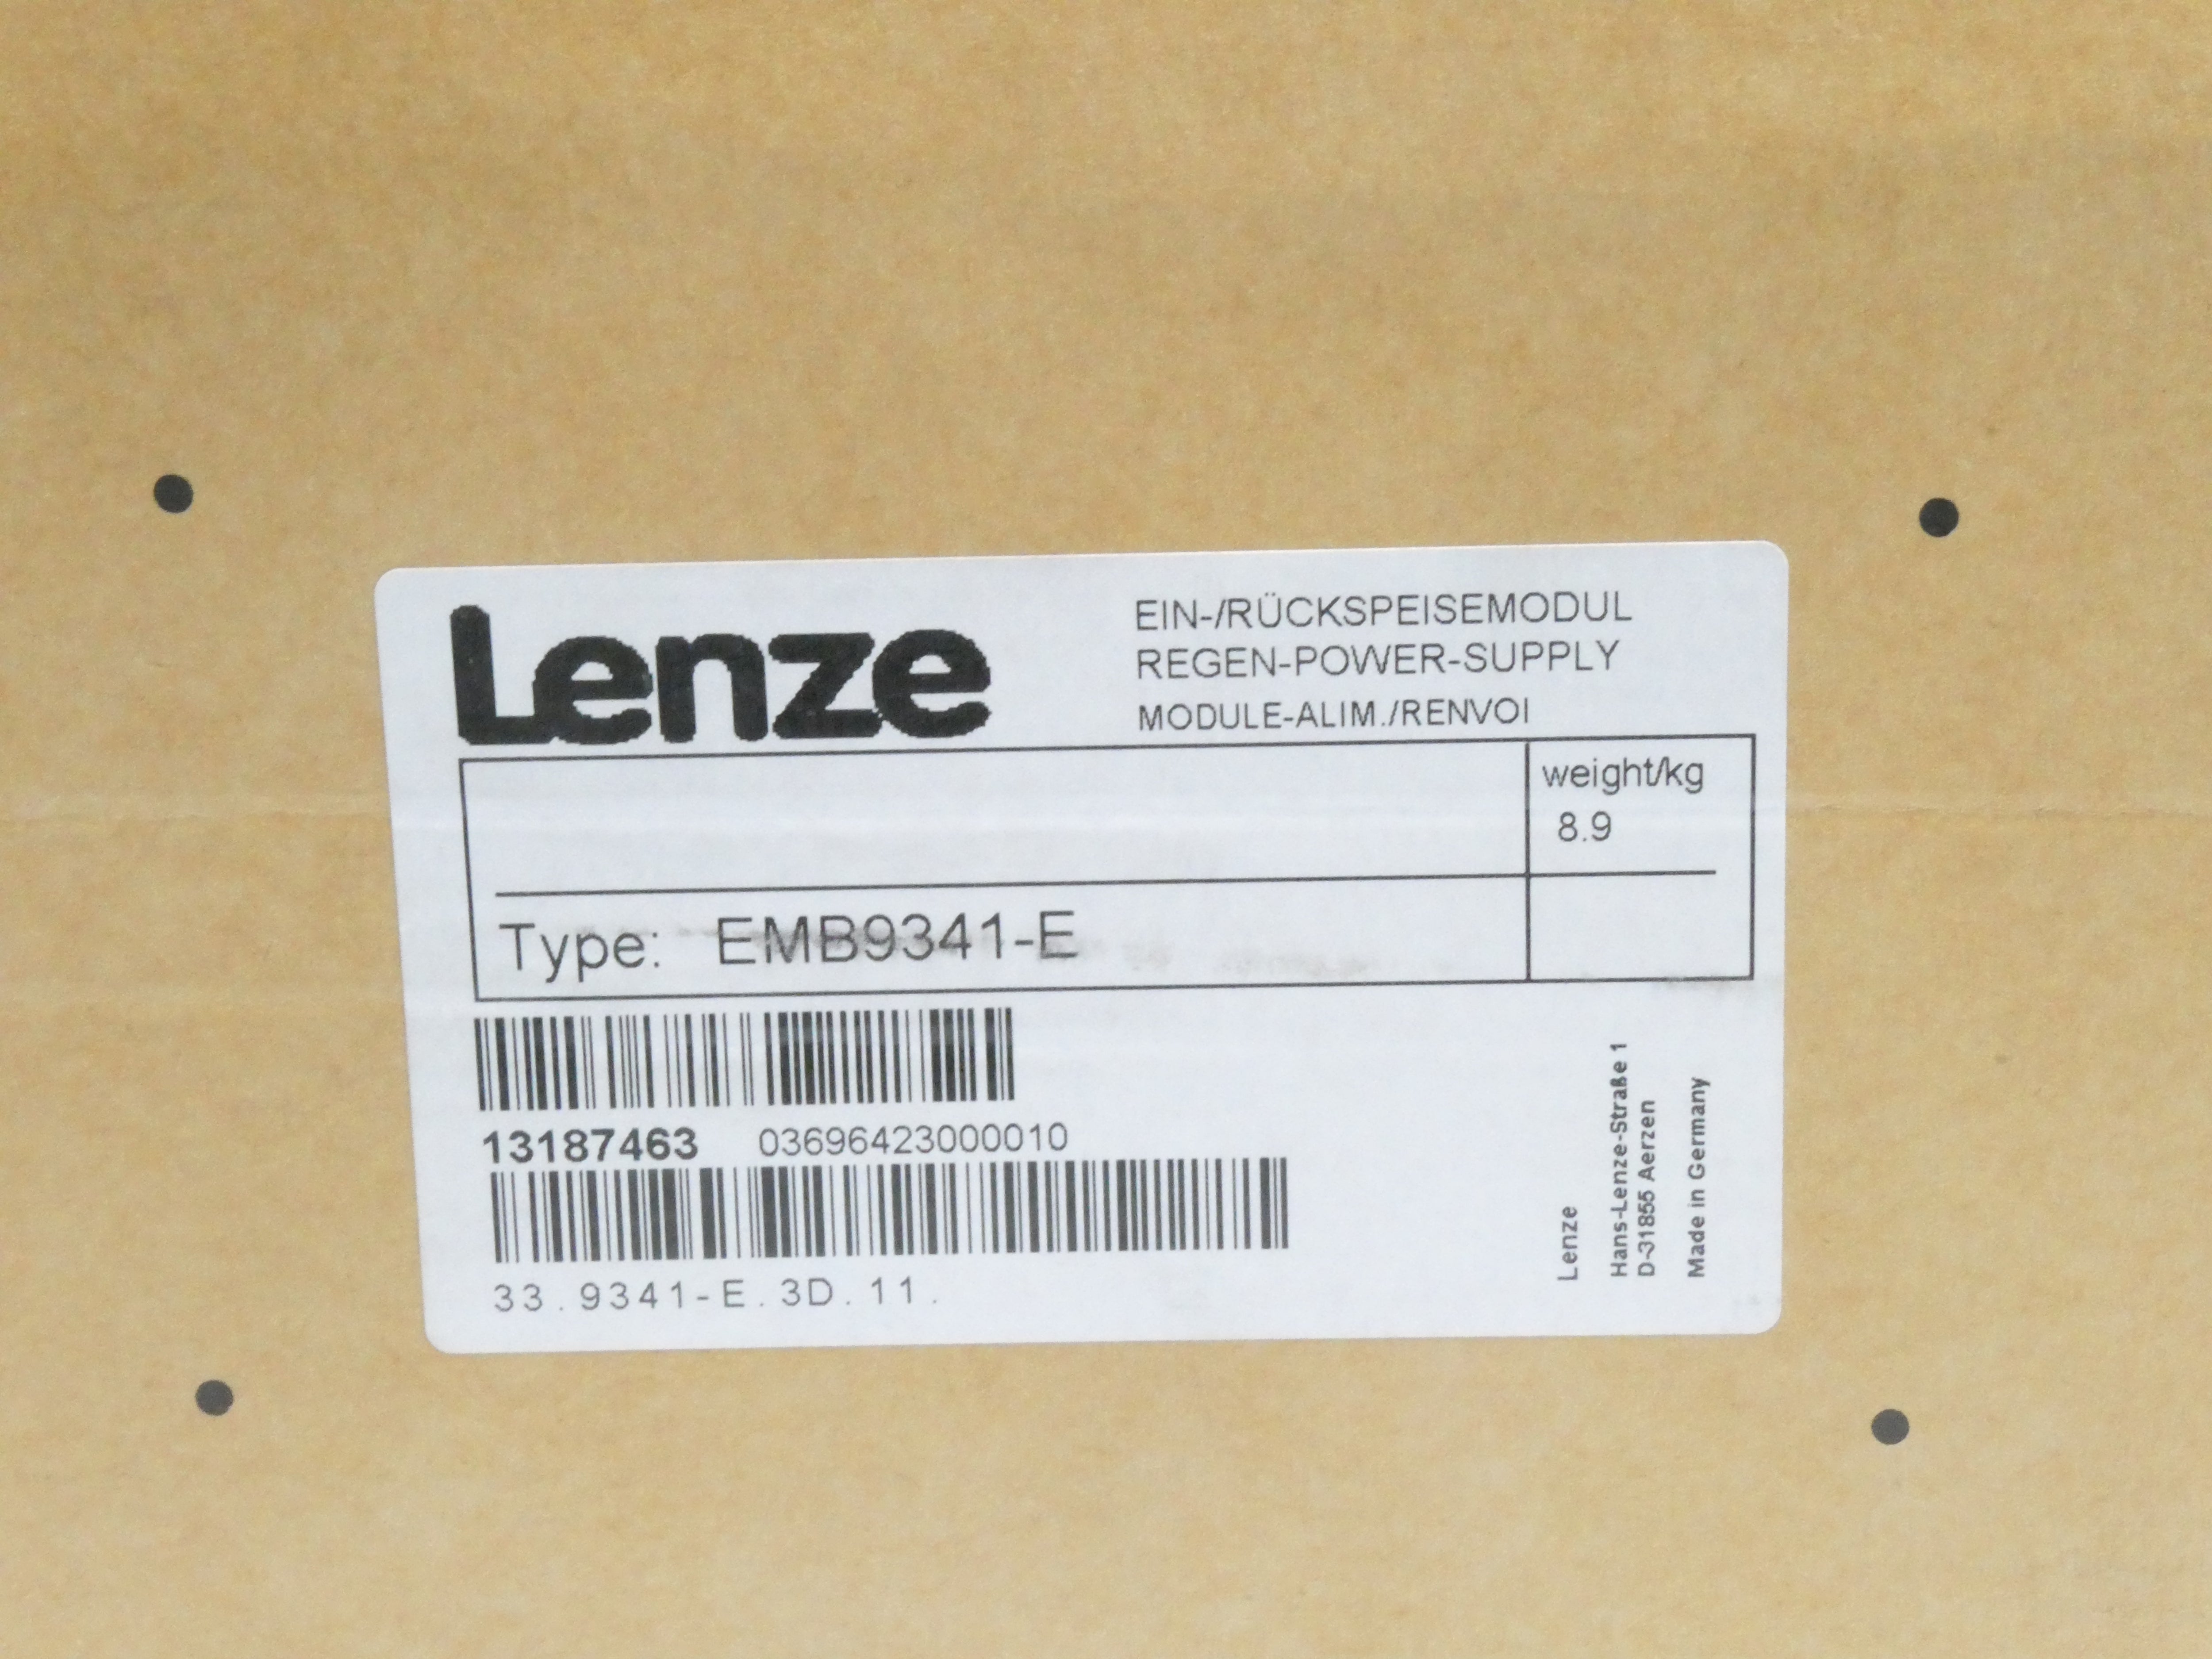 Lenze
EIN-/RÜCKSPEISEMODUL
REGEN-POWER-SUPPLY
MODULE-ALIM./RENVOI
weight/kg
8.9
Type: EMB9341-E
13187463 03696423000010
33.9341-E.3D.11.
Lenze
Hans-Lenze-Straße 1
D-31855 Aerzen
Made in Germany